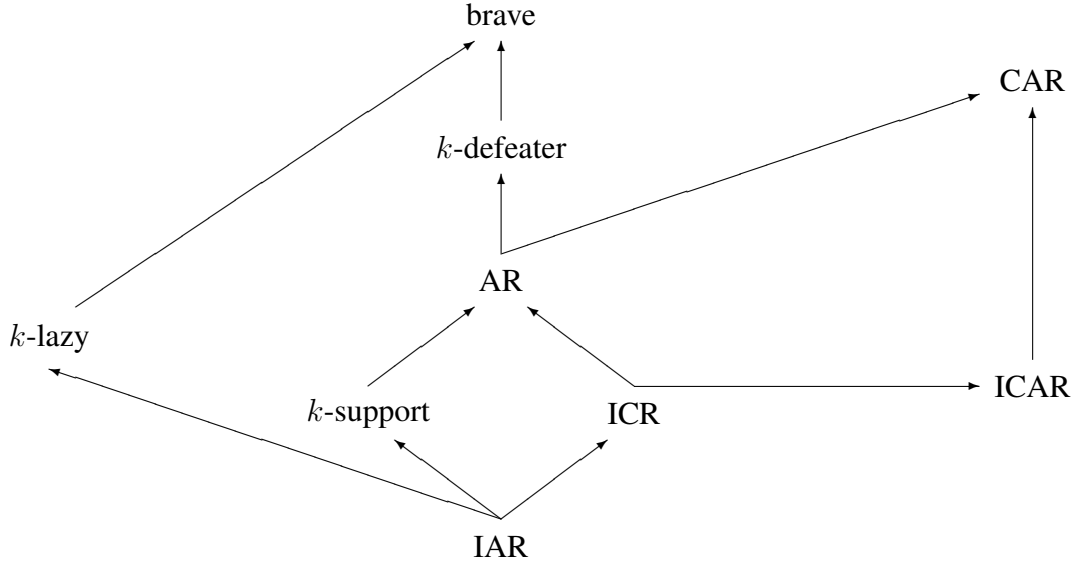 brave
CAR
k-defeater
AR
k-lazy
k-support
ICR
ICAR
IAR